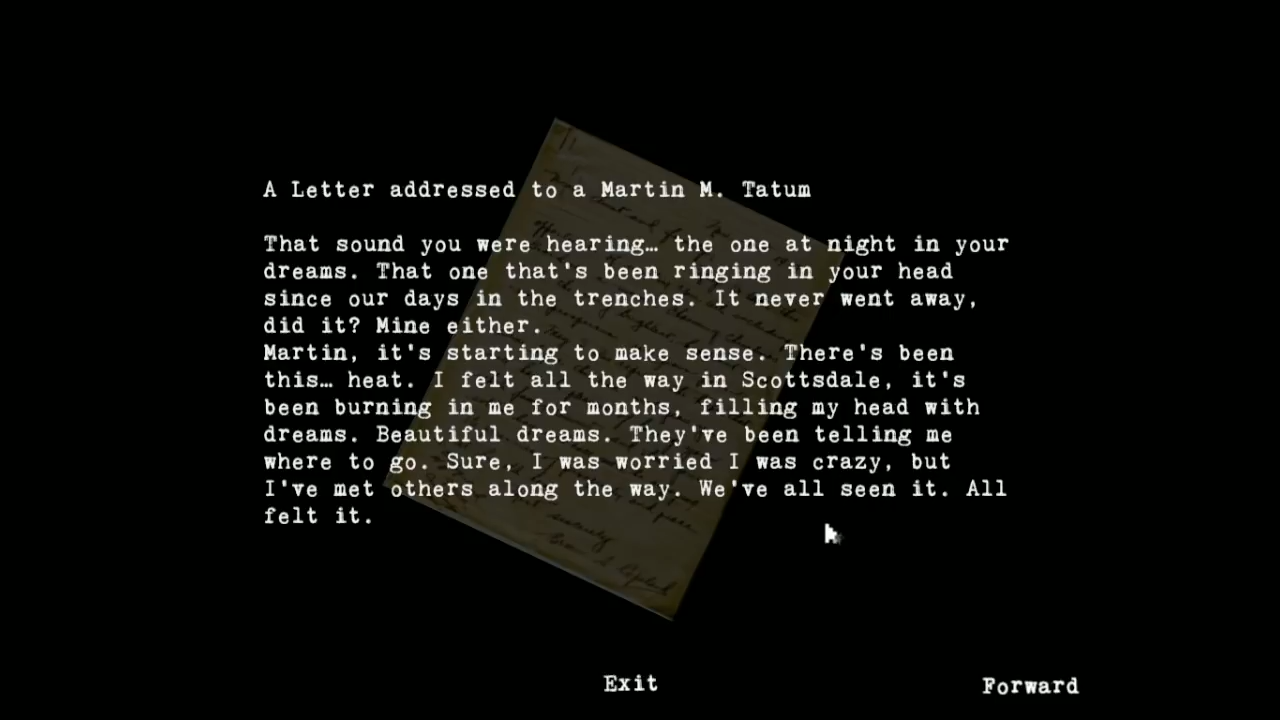 A Letter addressed to a Martin M. Tatum
That sound you were hearing… the one at night in your
dreams. That one that's been ringing in your head
since our days in the trenches. It never went away,
did it? Mine either.
Martin, it's starting to make sense. There's been
this… heat. I felt all the way in Scottsdale, it's
been burning in me for months, filling my head with
dreams. Beautiful dreams. They've been telling me
where to go. Sure, I was worried I was crazy, but
I've met others along the way. We've all seen it. All
felt it.
Exit
Forward